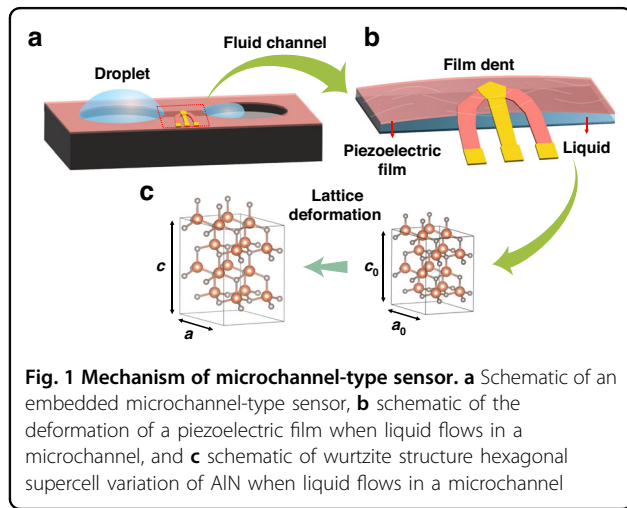 a
Fluid channel
b
Droplet
Film dent
Piezoelectric
film
Liquid
c
Lattice
deformation
c
a
c₀
a₀
Fig. 1 Mechanism of microchannel-type sensor. a Schematic of an
embedded microchannel-type sensor, b schematic of the
deformation of a piezoelectric film when liquid flows in a
microchannel, and c schematic of wurtzite structure hexagonal
supercell variation of AlN when liquid flows in a microchannel